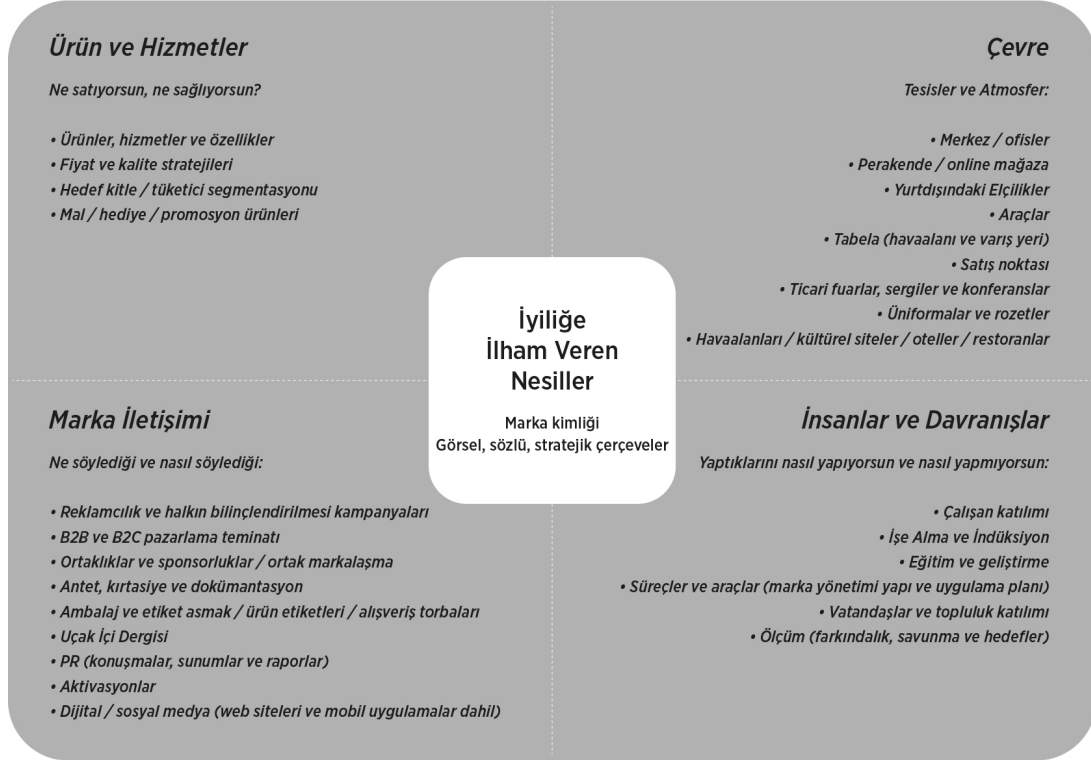 Ürün ve Hizmetler
Ne satıyorsun, ne sağlıyorsun?
• Ürünler, hizmetler ve özellikler
• Fiyat ve kalite stratejileri
• Hedef kitle / tüketici segmentasyonu
• Mal / hediye / promosyon ürünleri
Çevre
Tesisler ve Atmosfer:
• Merkez / ofisler
• Perakende / online mağaza
• Yurtdışındaki Elçilikler
• Araçlar
• Tabela (havaalanı ve varış yeri)
• Satış noktası
• Ticari fuarlar, sergiler ve konferanslar
• Üniformalar ve rozetler
• Havaalanları / kültürel siteler / oteller / restoranlar
İyiliğe
İlham Veren
Nesiller
Marka kimliği
Görsel, sözlü, stratejik çerçeveler
Marka İletişimi
Ne söylediği ve nasıl söylediği:
• Reklamcılık ve halkın bilinçlendirilmesi kampanyaları
• B2B ve B2C pazarlama teminatı
• Ortaklıklar ve sponsorluklar / ortak markalaşma
• Antet, kırtasiye ve dokümantasyon
• Ambalaj ve etiket asmak / ürün etiketleri / alışveriş torbaları
• Uçak İçi Dergisi
• PR (konuşmalar, sunumlar ve raporlar)
• Aktivasyonlar
• Dijital / sosyal medya (web siteleri ve mobil uygulamalar dahil)
İnsanlar ve Davranışlar
Yaptıklarını nasıl yapıyorsun ve nasıl yapmıyorsun:
• Çalışan katılımı
• İşe Alma ve İndüksiyon
• Eğitim ve geliştirme
• Süreçler ve araçlar (marka yönetimi yapı ve uygulama planı)
• Vatandaşlar ve topluluk katılımı
• Ölçüm (farkındalık, savunma ve hedefler)